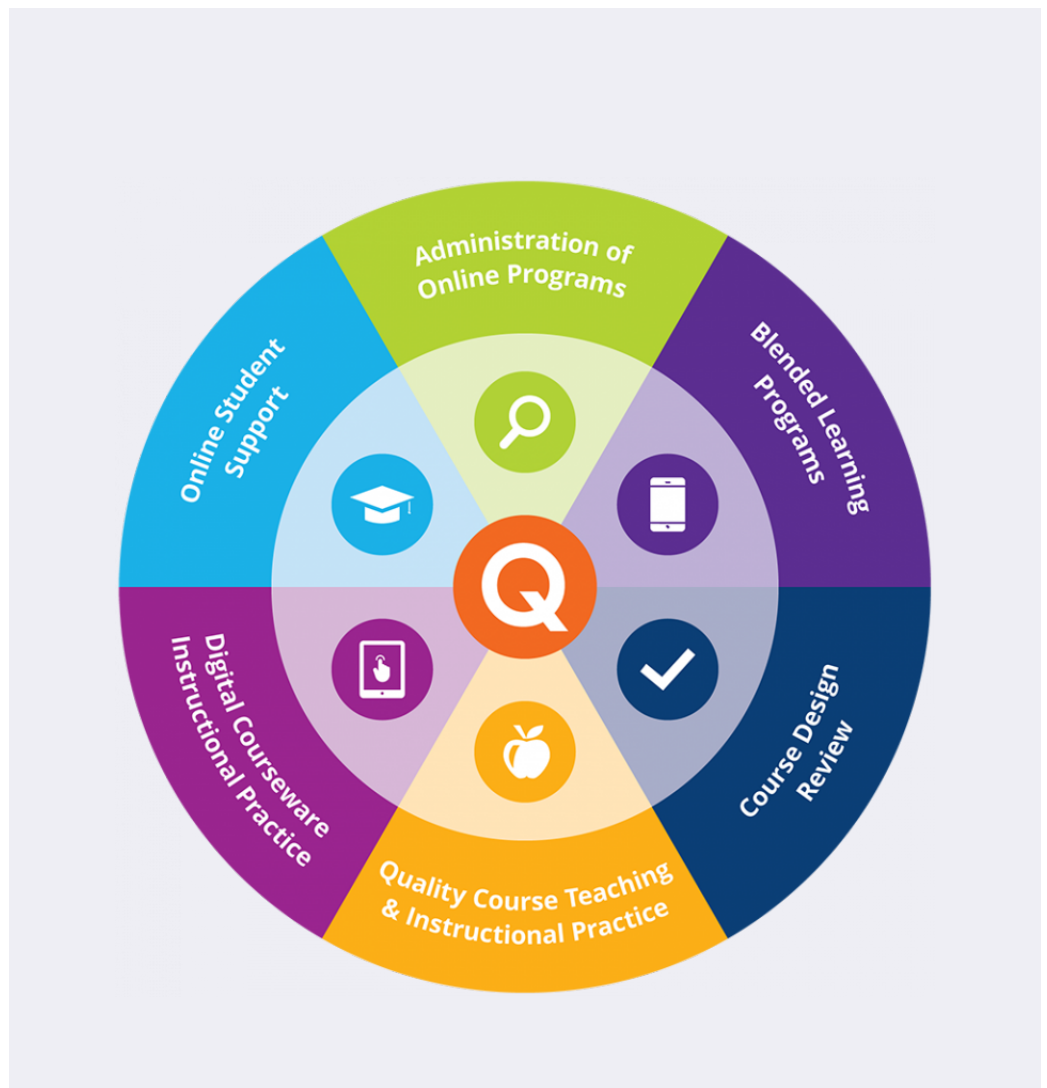 Administration of
Online Programs
Blended Learning
Programs
Course Design
Review
Quality Course Teaching
& Instructional Practice
Digital Courseware
Instructional Practice
Online Student
Support
Q